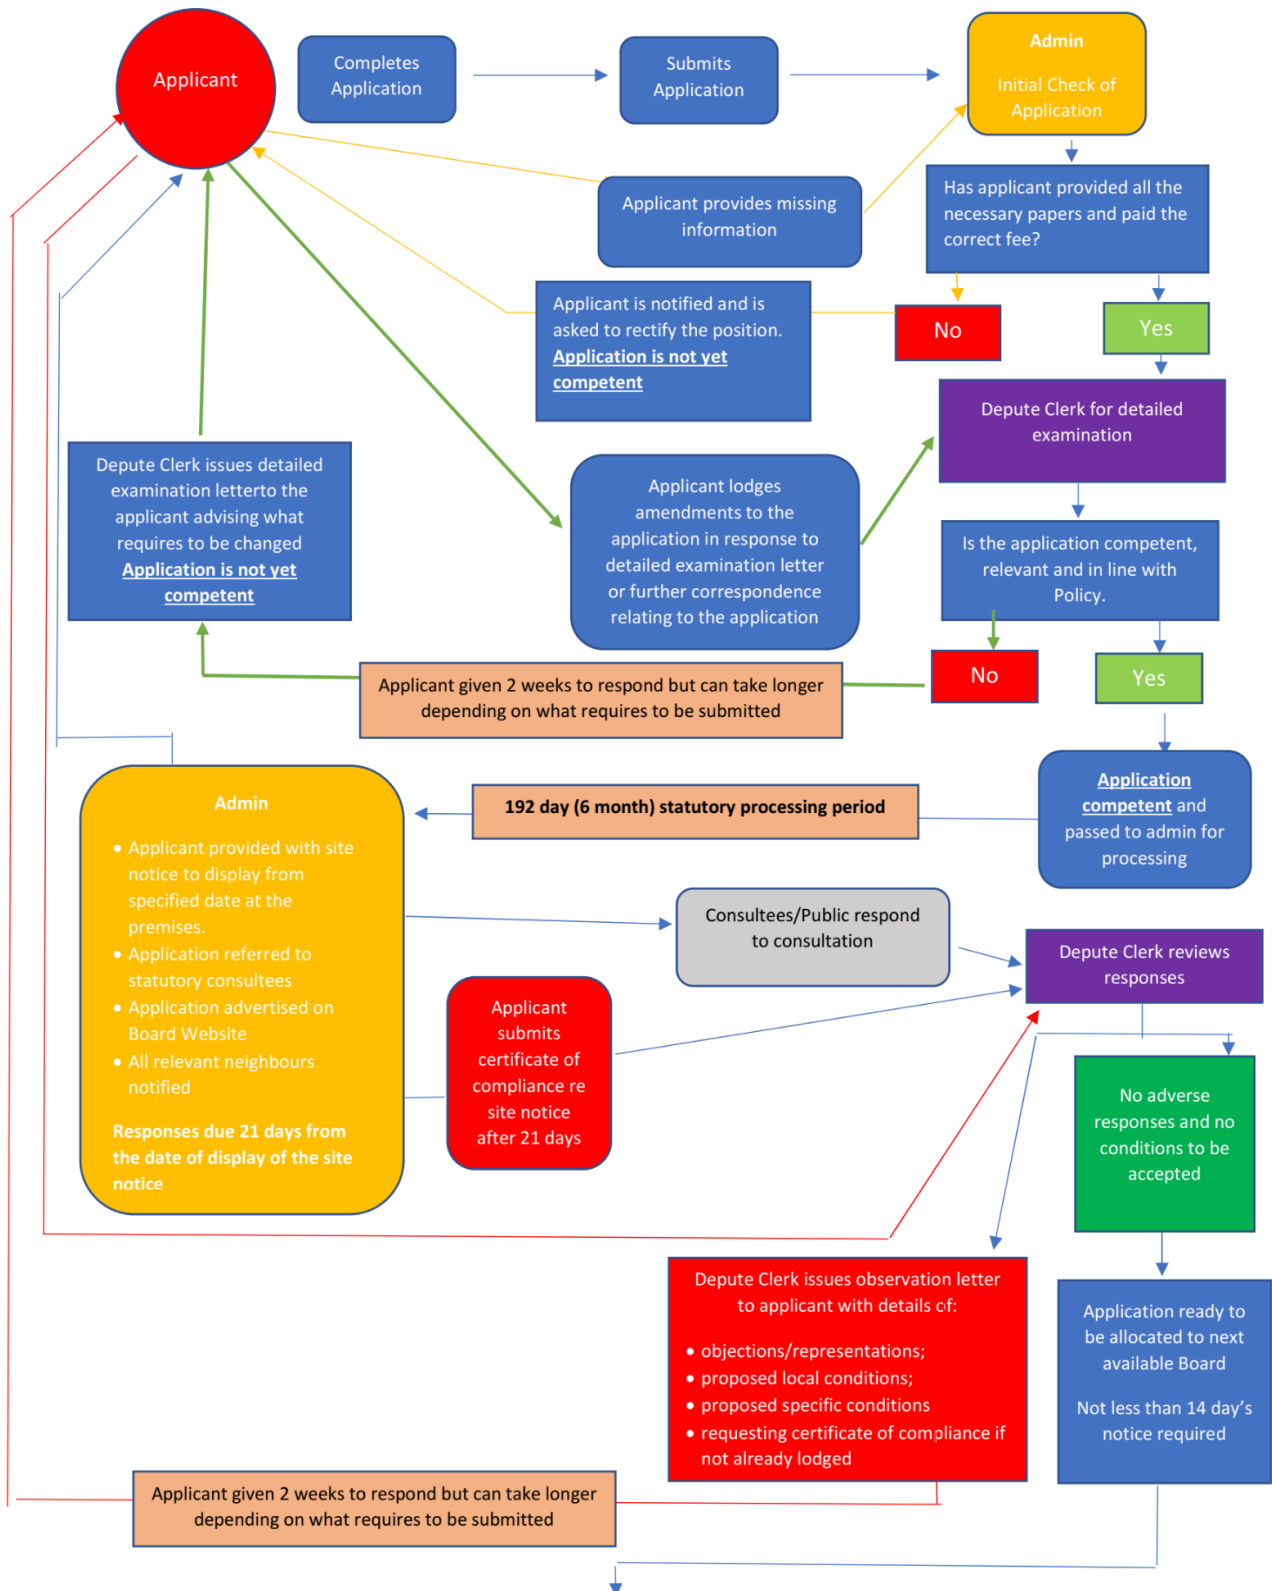 Applicant
Completes
Application
Submits
Application
Admin
Initial Check of
Application
Applicant provides missing
information
Has applicant provided all the
necessary papers and paid the
correct fee?
Applicant is notified and is
asked to rectify the position.
Application is not yet
competent
No
Yes
Depute Clerk for detailed
examination
Depute Clerk issues detailed
examination letterto the
applicant advising what
requires to be changed
Application is not yet
competent
Applicant lodges
amendments to the
application in response to
detailed examination letter
or further correspondence
relating to the application
Is the application competent,
relevant and in line with
Policy.
No
Yes
Applicant given 2 weeks to respond but can take longer
depending on what requires to be submitted
Application
competent and
passed to admin for
processing
192 day (6 month) statutory processing period
Admin
• Applicant provided with site
notice to display from
specified date at the
premises.
• Application referred to
statutory consultees
• Application advertised on
Board Website
• All relevant neighbours
notified
Responses due 21 days from
the date of display of the site
notice
Consultees/Public respond
to consultation
Depute Clerk reviews
responses
Applicant
submits
certificate of
compliance re
site notice
after 21 days
No adverse
responses and no
conditions to be
accepted
Depute Clerk issues observation letter
to applicant with details of:
• objections/representations;
• proposed local conditions;
• proposed specific conditions
• requesting certificate of compliance if
not already lodged
Application ready to
be allocated to next
available Board
Not less than 14 day's
notice required
Applicant given 2 weeks to respond but can take longer
depending on what requires to be submitted